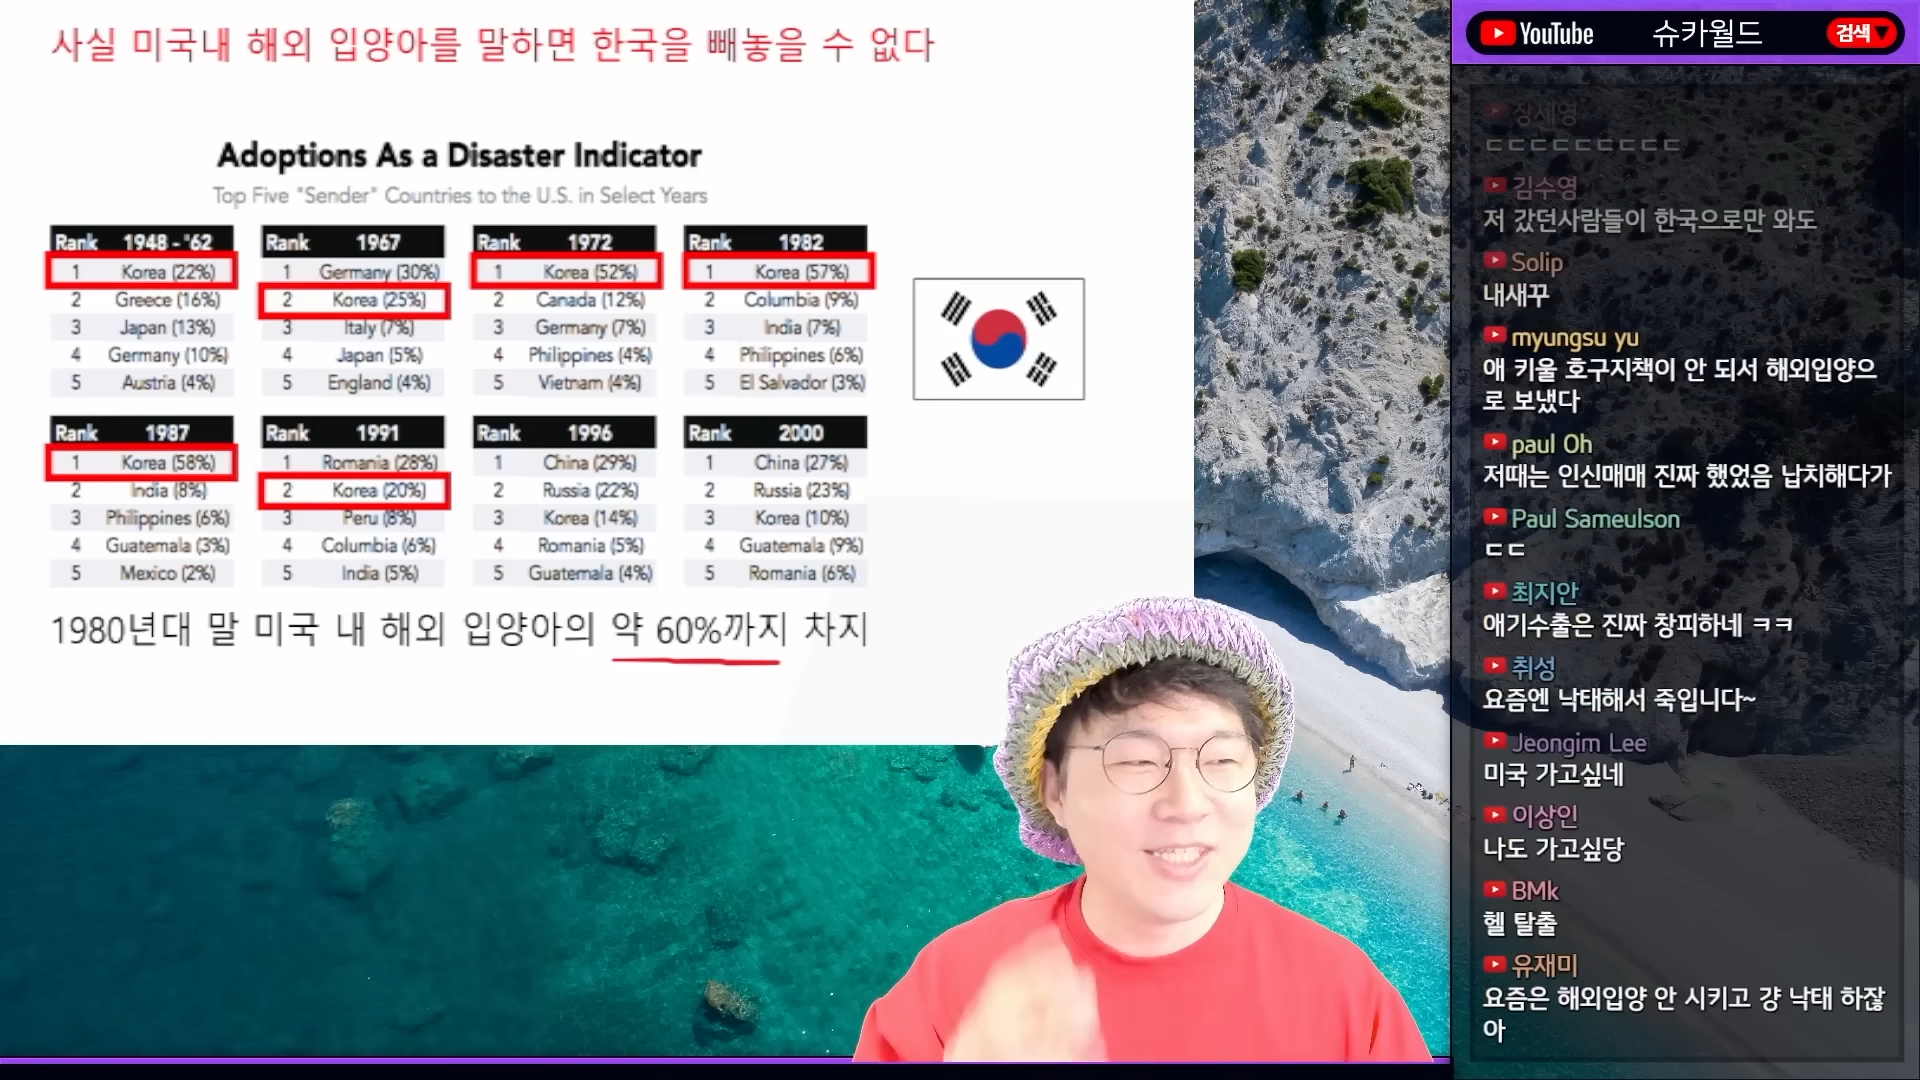 사실 미국내 해외 입양아를 말하면 한국을 빼놓을 수 없다
Adoptions As a Disaster Indicator
Top Five "Sender" Countries to the U.S. in Select Years
Rank 1948 - '62
1 Korea (22%)
2 Greece (16%)
3 Japan (13%)
4 Germany (10%)
5 Austria (4%)
Rank 1967
1 Germany (30%)
2 Korea (25%)
3 Italy (7%)
4 Japan (5%)
5 England (4%)
Rank 1972
1 Korea (52%)
2 Canada (12%)
3 Germany (7%)
4 Philippines (4%)
5 Vietnam (4%)
Rank 1982
1 Korea (57%)
2 Columbia (9%)
3 India (7%)
4 Philippines (6%)
5 El Salvador (3%)
Rank 1987
1 Korea (58%)
2 India (8%)
3 Philippines (6%)
4 Guatemala (3%)
5 Mexico (2%)
Rank 1991
1 Romania (28%)
2 Korea (20%)
3 Peru (8%)
4 Columbia (6%)
5 India (5%)
Rank 1996
1 China (29%)
2 Russia (22%)
3 Korea (14%)
4 Romania (5%)
5 Guatemala (4%)
Rank 2000
1 China (27%)
2 Russia (23%)
3 Korea (10%)
4 Guatemala (9%)
5 Romania (6%)
1980년대 말 미국 내 해외 입양아의 약 60%까지 차지
YouTube 슈카월드 검색
장세영
ㄷㄷㄷㄷㄷㄷㄷㄷㄷ
김수영
저 갔던사람들이 한국으로만 와도
Solip
내새꾸
myungsu yu
애 키울 호구지책이 안 되서 해외입양으
로 보냈다
paul Oh
저때는 인신매매 진짜 했었음 납치해다가
Paul Sameulson
ㄷㄷ
최지안
애기수출은 진짜 창피하네 ㅋㅋ
취성
요즘엔 낙태해서 죽입니다~
Jeongim Lee
미국 가고싶네
이상인
나도 가고싶당
BMk
헬 탈출
유재미
요즘은 해외입양 안 시키고 걍 낙태 하잖
아